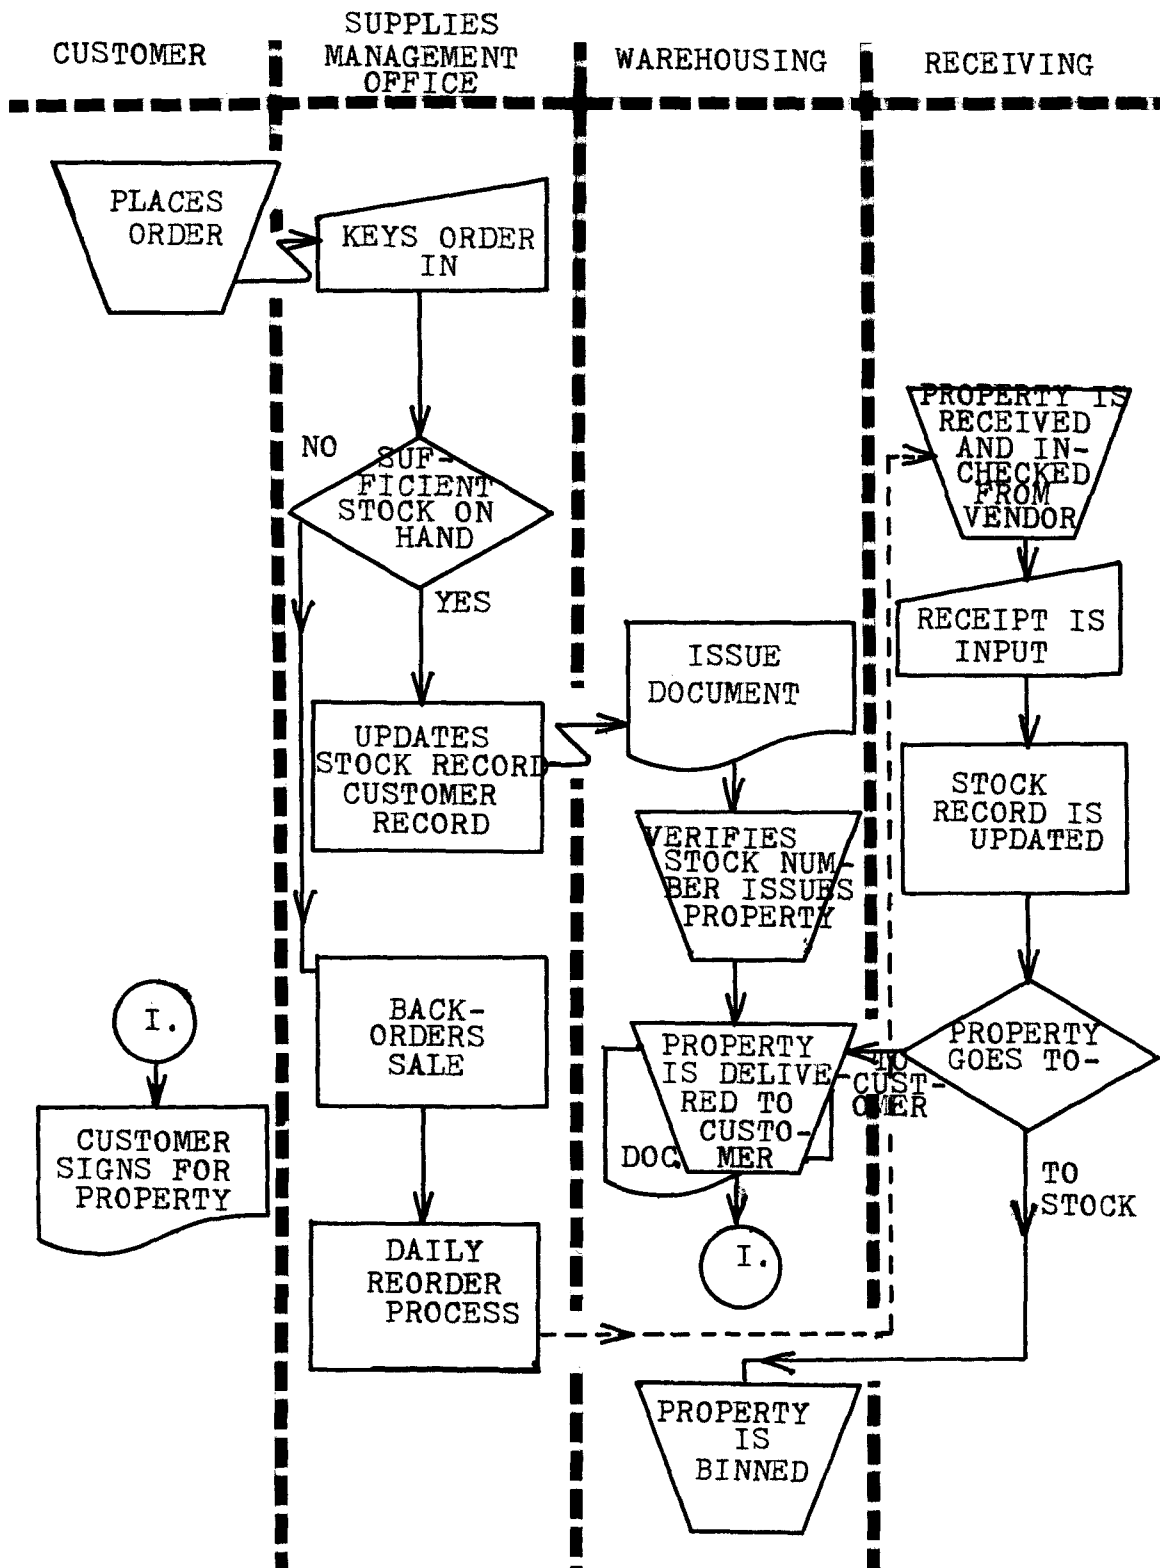 CUSTOMER
SUPPLIES
MANAGEMENT
OFFICE
WAREHOUSING
RECEIVING
PLACES
ORDER
KEYS ORDER
IN
NO
SUF-
FICIENT
STOCK ON
HAND
YES
UPDATES
STOCK RECORD
CUSTOMER
RECORD
BACK-
ORDERS
SALE
DAILY
REORDER
PROCESS
I.
CUSTOMER
SIGNS FOR
PROPERTY
ISSUE
DOCUMENT
VERIFIES
STOCK NUM-
BER ISSUES
PROPERTY
PROPERTY
IS DELIVE-
RED TO
CUSTO-
MER
DOC.
I.
PROPERTY
IS
BINNED
PROPERTY IS
RECEIVED
AND IN-
CHECKED
FROM
VENDOR
RECEIPT IS
INPUT
STOCK
RECORD IS
UPDATED
PROPERTY
GOES TO-
TO
CUST-
OMER
TO
STOCK